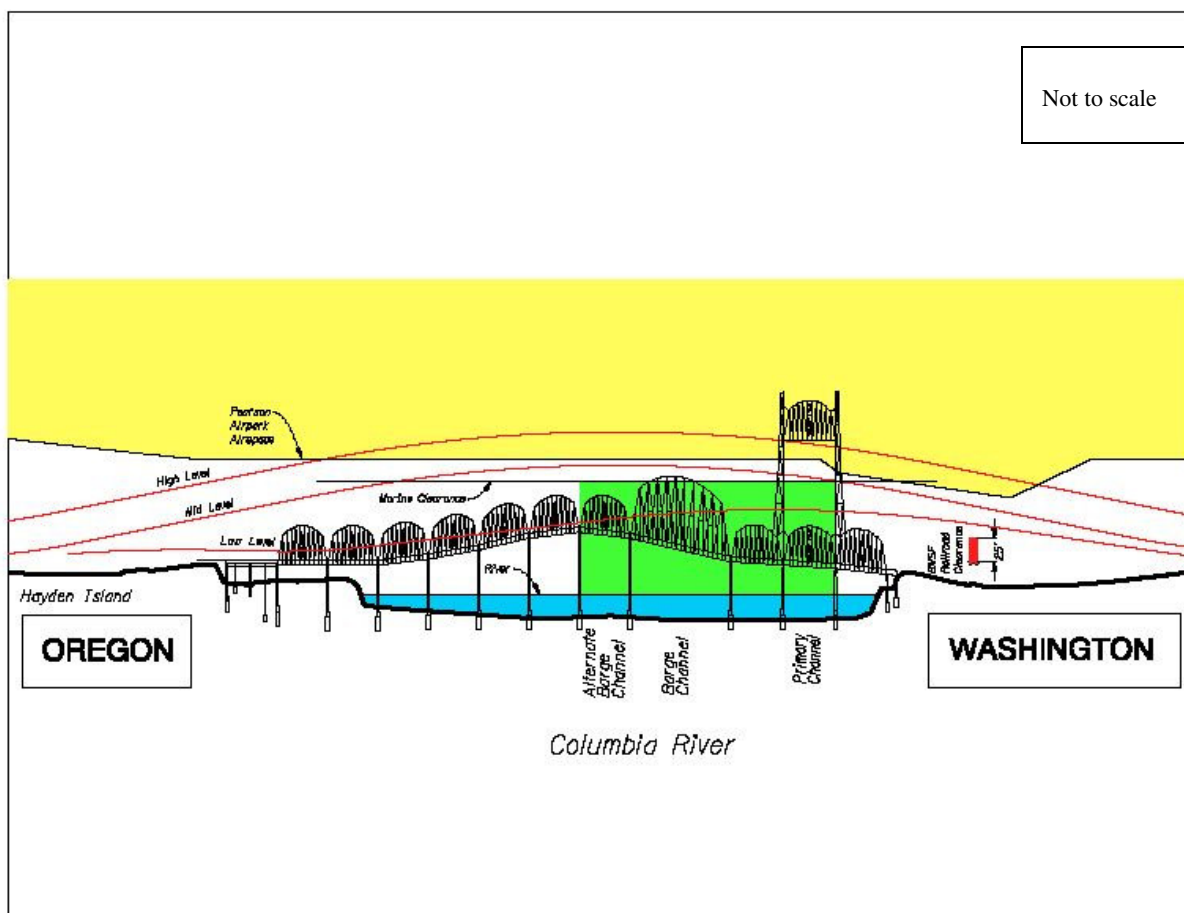 Not to scale
Pearson
Airpark
Airspace
High Level
Mid Level
Marine Clearance
Low Level
River
BNSF
Railroad
Clearance
25'
Hayden Island
OREGON
WASHINGTON
Alternate
Barge
Channel
Barge
Channel
Primary
Channel
Columbia River